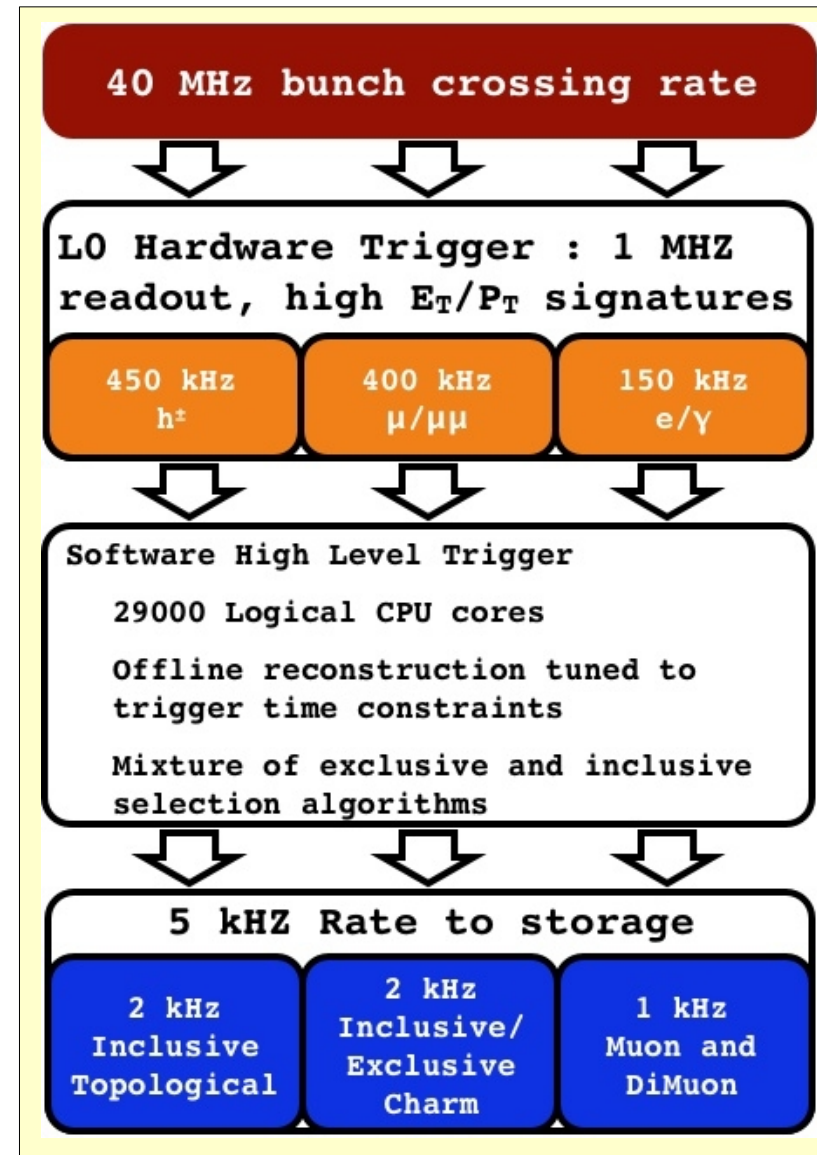 40 MHz bunch crossing rate
L0 Hardware Trigger : 1 MHZ
readout, high E_T/P_T signatures
450 kHz
h±
400 kHz
μ/μμ
150 kHz
e/γ
Software High Level Trigger
29000 Logical CPU cores
Offline reconstruction tuned to
trigger time constraints
Mixture of exclusive and inclusive
selection algorithms
5 kHZ Rate to storage
2 kHz
Inclusive
Topological
2 kHz
Inclusive/
Exclusive
Charm
1 kHz
Muon and
DiMuon